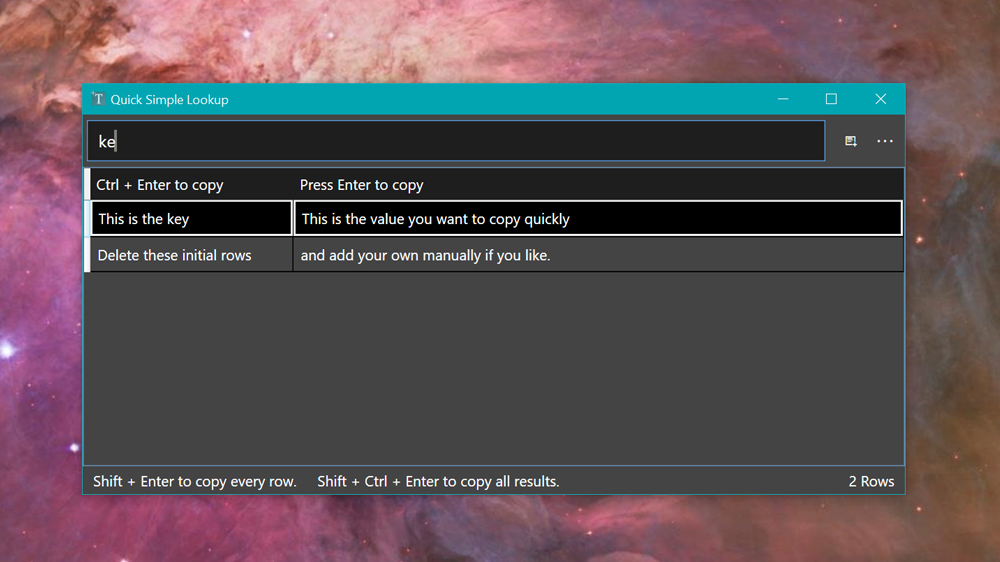 Quick Simple Lookup
ke
Ctrl + Enter to copy Press Enter to copy
This is the key This is the value you want to copy quickly
Delete these initial rows and add your own manually if you like.
Shift + Enter to copy every row. Shift + Ctrl + Enter to copy all results. 2 Rows